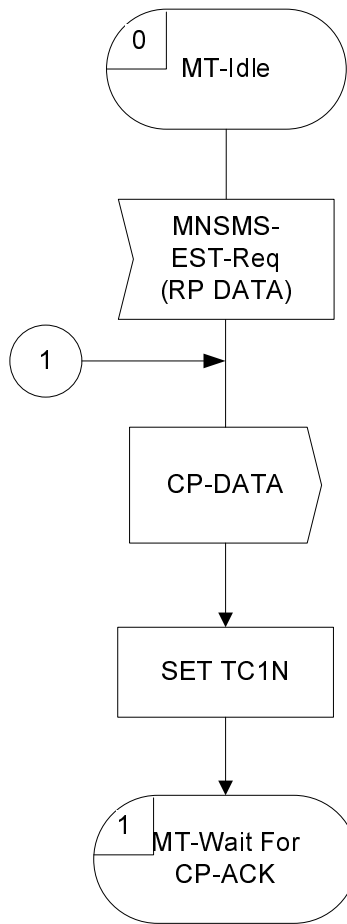 0
MT-Idle
MNSMS-
EST-Req
(RP DATA)
1
CP-DATA
SET TC1N
1
MT-Wait For
CP-ACK